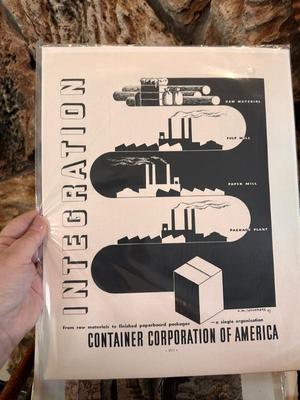 INTEGRATION
RAW MATERIAL
PULP MILL
PAPER MILL
PACKAGE PLANT
From raw materials to finished paperboard packages —a single organization
CONTAINER CORPORATION OF AMERICA